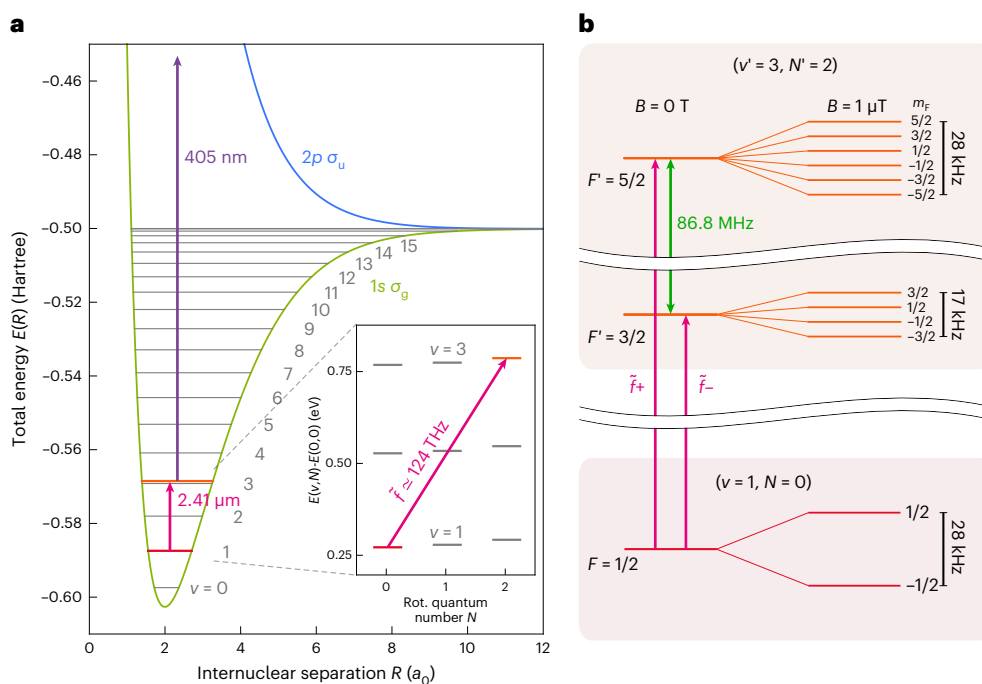 a
Total energy E(R) (Hartree)
–0.46
–0.48
–0.50
–0.52
–0.54
–0.56
–0.58
–0.60
405 nm
2p σu
1s σg
15
14
13
12
11
10
9
8
7
6
5
4
3
2
1
v = 0
2.41 μm
0
2
4
6
8
10
12
Internuclear separation R (a0)
E(v,N)-E(0,0) (eV)
0.75
0.50
0.25
v = 3
f̃ ≃ 124 THz
v = 1
0
1
2
Rot. quantum
number N
b
(v' = 3, N' = 2)
B = 0 T
B = 1 μT
mF
5/2
3/2
1/2
–1/2
–3/2
–5/2
28 kHz
F' = 5/2
86.8 MHz
3/2
1/2
–1/2
–3/2
17 kHz
F' = 3/2
f̃+
f̃–
(v = 1, N = 0)
1/2
–1/2
28 kHz
F = 1/2